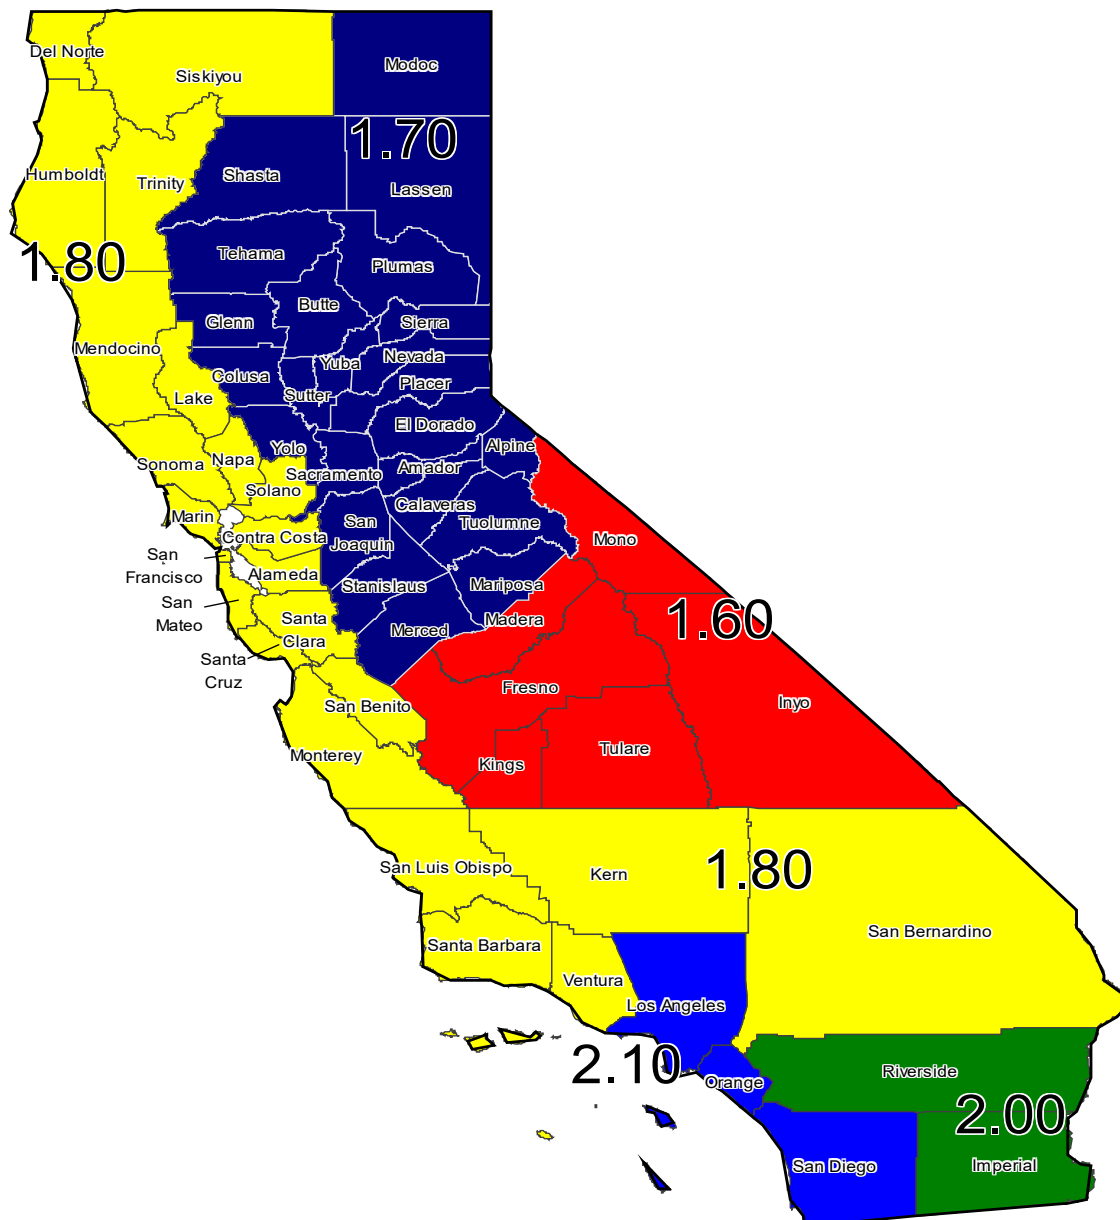 Del Norte
Siskiyou
Modoc
1.70
Humboldt
Trinity
Shasta
Lassen
1.80
Tehama
Plumas
Butte
Glenn
Sierra
Mendocino
Nevada
Yuba
Colusa
Placer
Lake
Sutter
El Dorado
Yolo
Alpine
Sonoma
Napa
Sacramento
Amador
Solano
Calaveras
Marin
San
Joaquin
Tuolumne
Contra Costa
Mono
San
Francisco
Alameda
Stanislaus
Mariposa
San
Mateo
Santa
Clara
Merced
Madera
1.60
Santa
Cruz
Fresno
San Benito
Inyo
Monterey
Kings
Tulare
San Luis Obispo
Kern
1.80
San Bernardino
Santa Barbara
Ventura
Los Angeles
2.10
Orange
Riverside
2.00
San Diego
Imperial